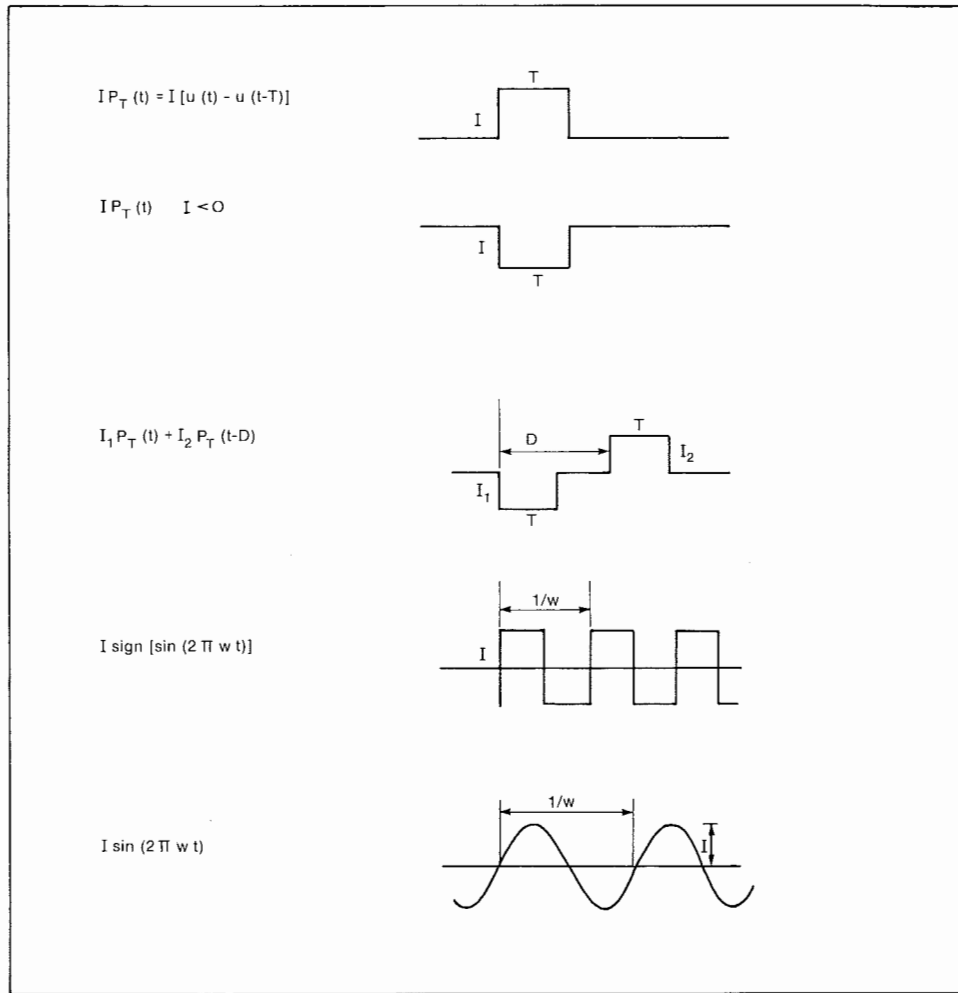 T
I P_T (t) = I [u (t) - u (t-T)]
I
I P_T (t) I < O
I
T
I_1 P_T (t) + I_2 P_T (t-D)
T
D
I_2
I_1
T
1/w
I sign [sin (2 Π w t)]
I
1/w
I sin (2 Π w t)
I